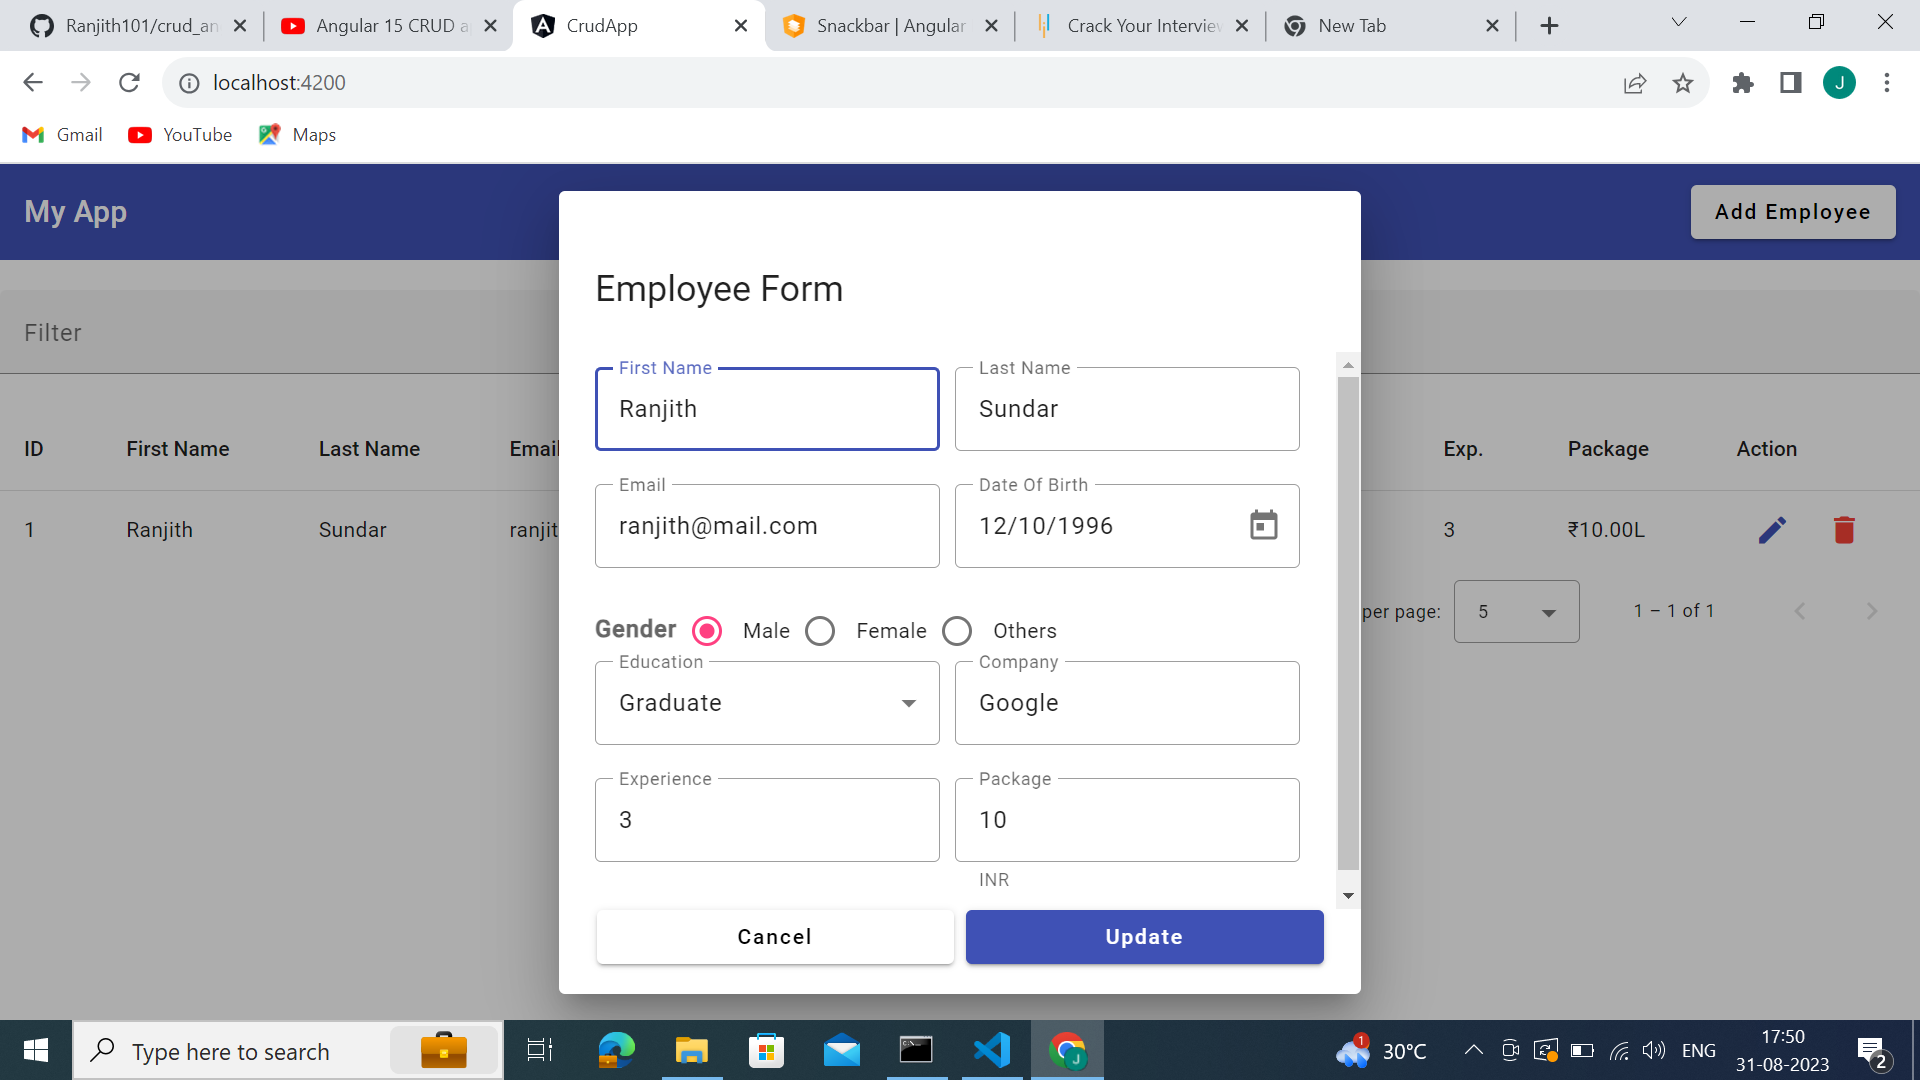 Ranjith101/crud_an
Angular 15 CRUD a
CrudApp
Snackbar | Angular
Crack Your Interview
New Tab
localhost:4200
J
Gmail
YouTube
Maps
My App
Add Employee
Filter
Employee Form
First Name
Ranjith
Last Name
Sundar
Email
ranjith@mail.com
Date Of Birth
12/10/1996
Gender Male Female Others
Education
Graduate
Company
Google
Experience
3
Package
10
INR
Cancel
Update
ID First Name Last Name Email Exp. Package Action
1 Ranjith Sundar ranjit 3 ₹10.00L
per page: 5 1 – 1 of 1
Type here to search
J
1
30°C
ENG
17:50
31-08-2023
2